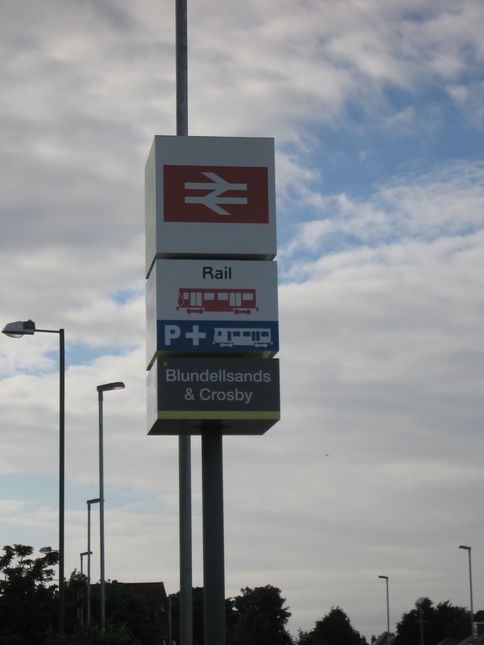 Rail
P+
Blundellsands
& Crosby